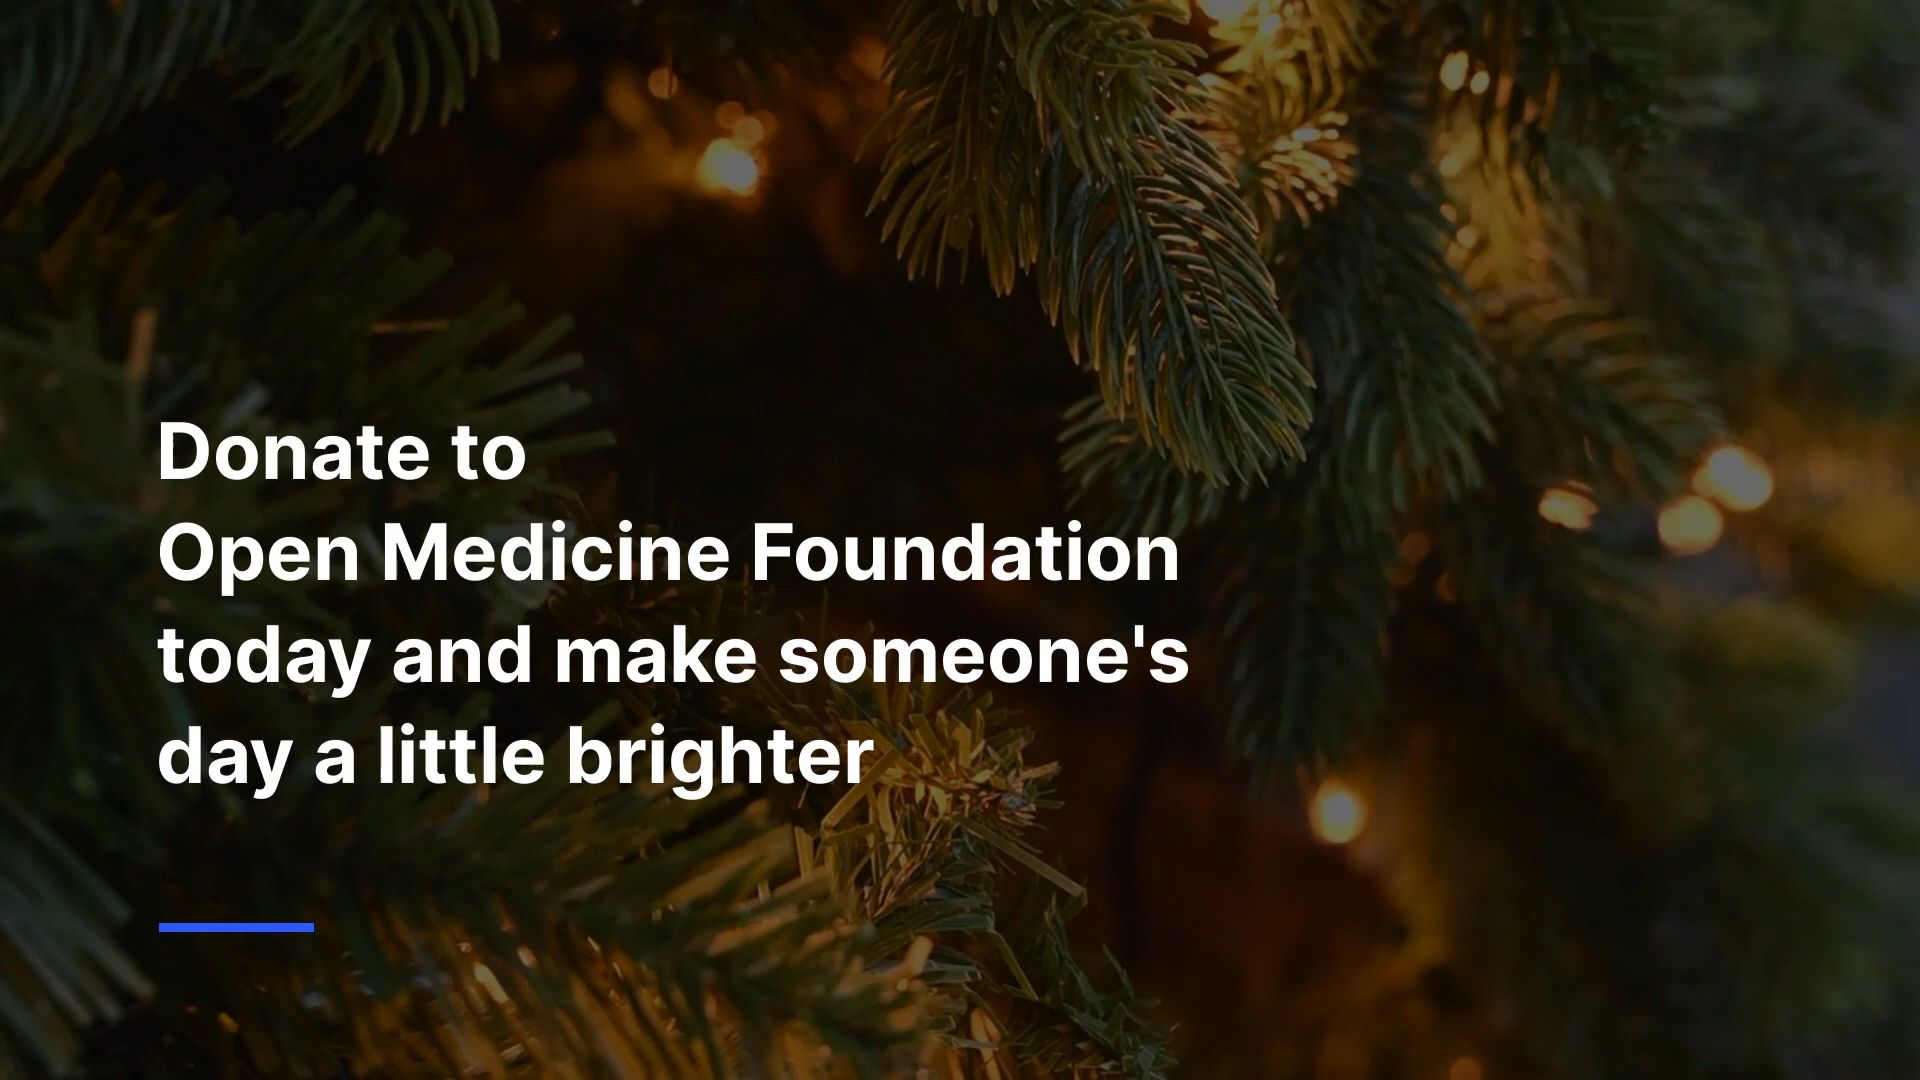 Donate to
Open Medicine Foundation
today and make someone's
day a little brighter